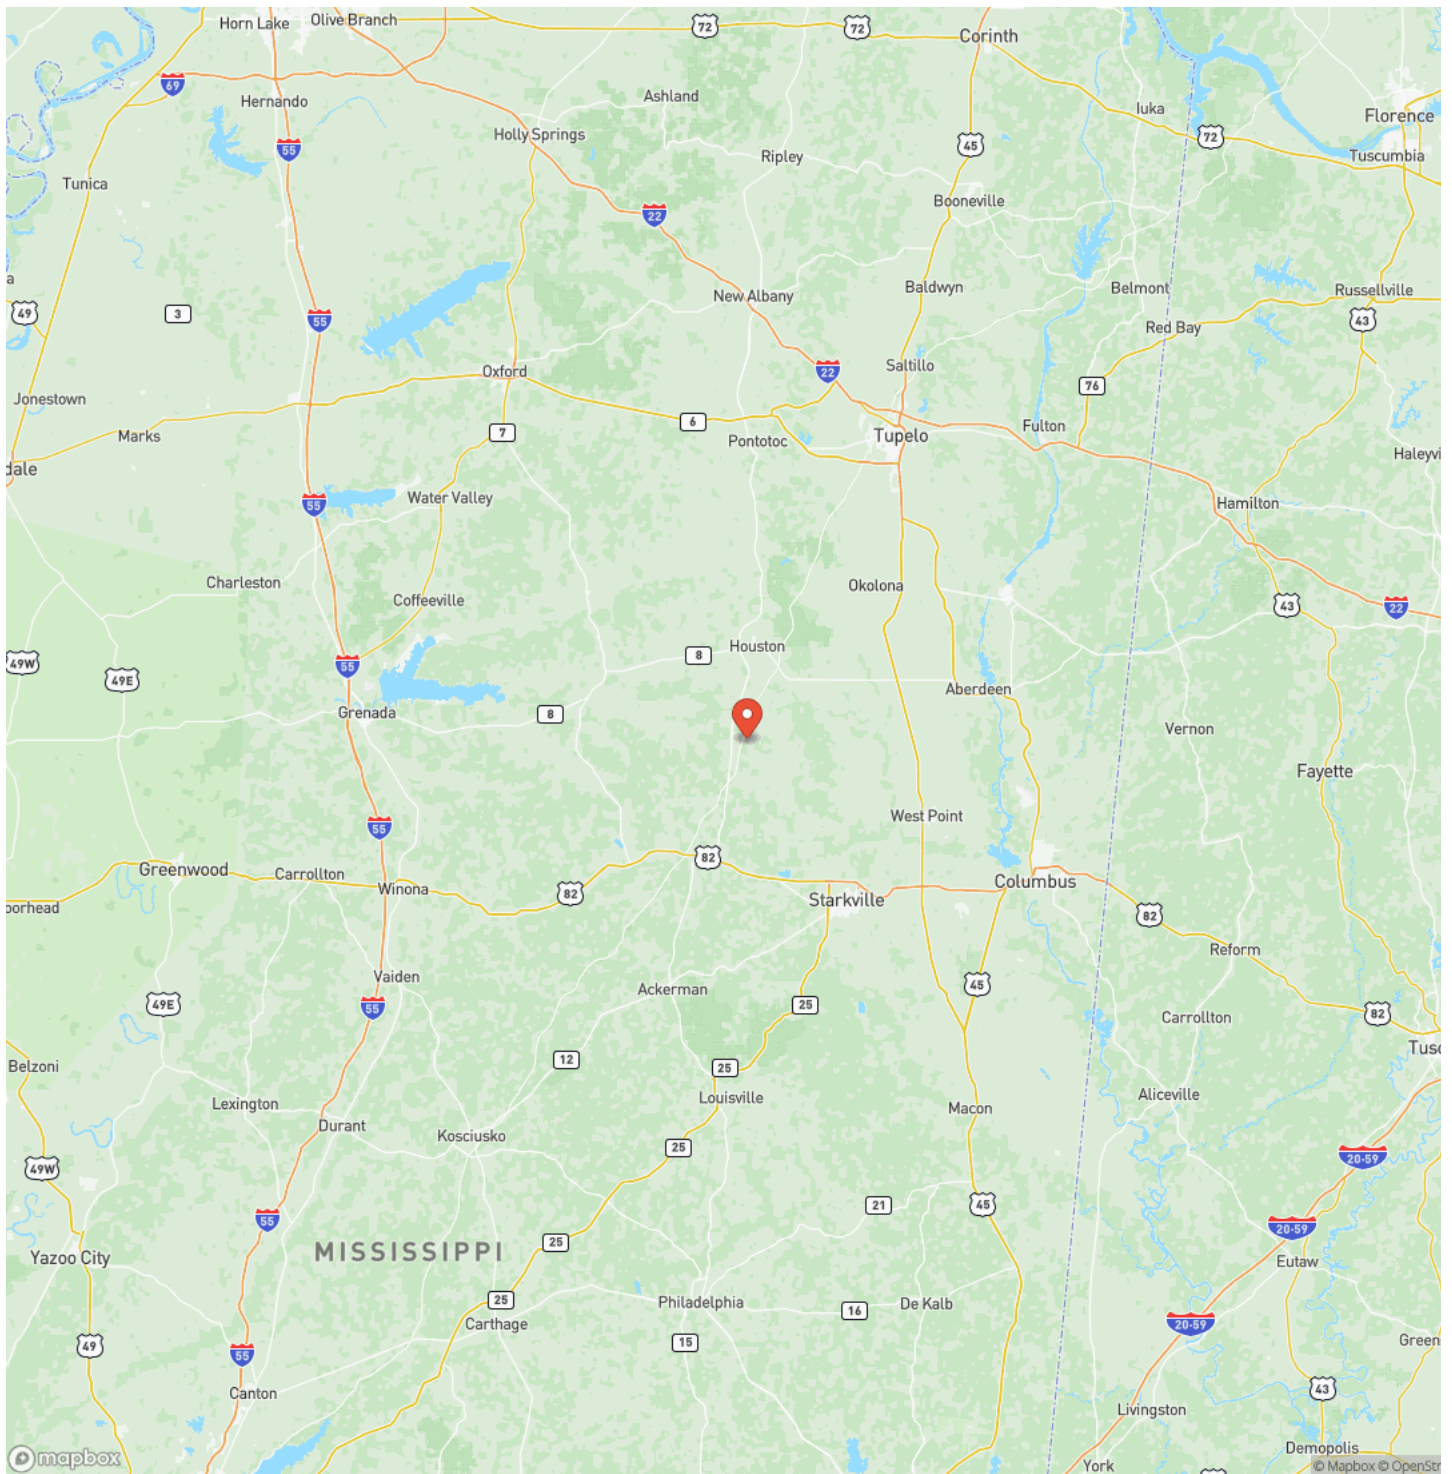 Horn Lake
Olive Branch
72
72
Corinth
69
Hernando
Ashland
Iuka
Florence
55
Holly Springs
45
72
Tuscumbia
Tunica
Ripley
Booneville
22
a
49
3
55
New Albany
Baldwyn
Belmont
Russellville
43
Red Bay
Oxford
22
Saltillo
76
Jonestown
Marks
7
6
Pontotoc
Tupelo
Fulton
dale
Haleyvi
55
Water Valley
Hamilton
Charleston
Coffeeville
Okolona
43
22
49W
49E
55
8
Houston
Aberdeen
Grenada
8
Vernon
Fayette
55
West Point
Greenwood
Carrollton
Winona
82
82
Starkville
Columbus
oorhead
82
Reform
Vaiden
Ackerman
45
49E
55
25
Carrollton
82
Tusc
Belzoni
12
25
Lexington
Durant
Louisville
Macon
Aliceville
Kosciusko
25
20-59
49W
21
45
55
20-59
MISSISSIPPI
25
Yazoo City
Eutaw
25
Philadelphia
16
De Kalb
Carthage
20-59
49
15
55
Green
Canton
43
Livingston
Demopolis
mapbox
York
© Mapbox © OpenStr